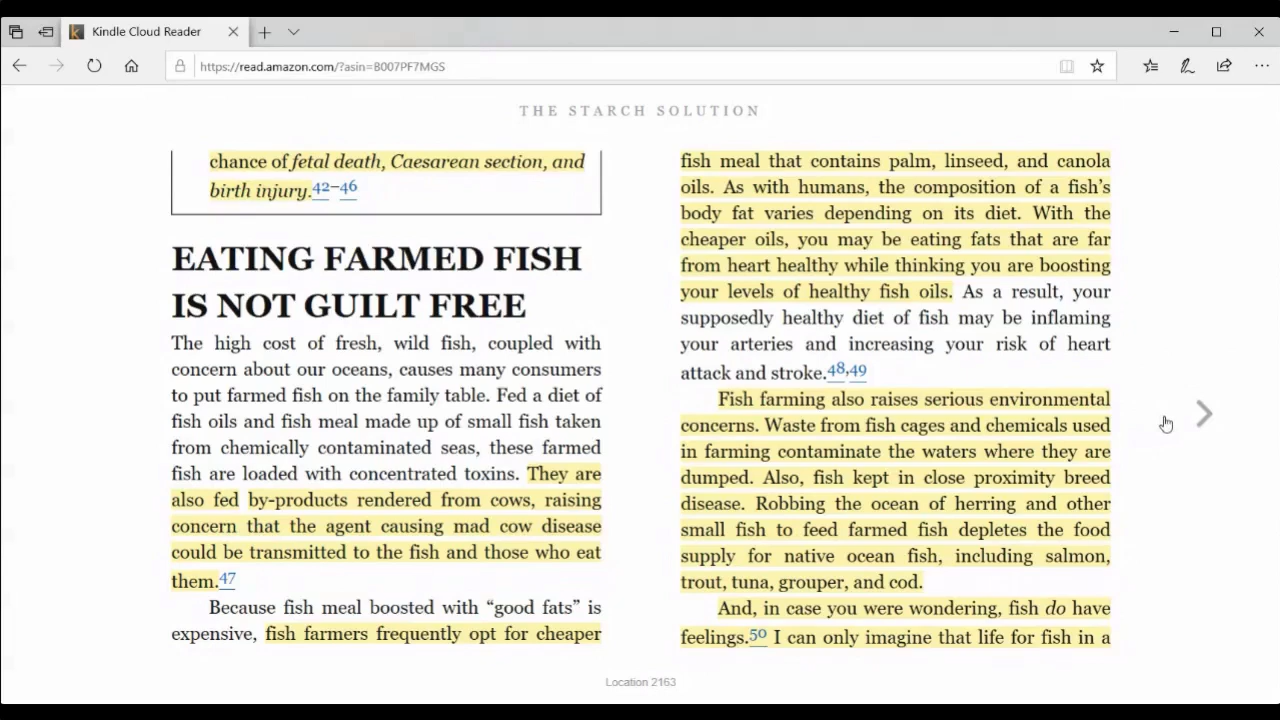 Kindle Cloud Reader
https://read.amazon.com/?asin=B007PF7MGS
THE STARCH SOLUTION
chance of fetal death, Caesarean section, and
birth injury.42–46
EATING FARMED FISH
IS NOT GUILT FREE
The high cost of fresh, wild fish, coupled with
concern about our oceans, causes many consumers
to put farmed fish on the family table. Fed a diet of
fish oils and fish meal made up of small fish taken
from chemically contaminated seas, these farmed
fish are loaded with concentrated toxins. They are
also fed by-products rendered from cows, raising
concern that the agent causing mad cow disease
could be transmitted to the fish and those who eat
them.47
Because fish meal boosted with “good fats” is
expensive, fish farmers frequently opt for cheaper
fish meal that contains palm, linseed, and canola
oils. As with humans, the composition of a fish’s
body fat varies depending on its diet. With the
cheaper oils, you may be eating fats that are far
from heart healthy while thinking you are boosting
your levels of healthy fish oils. As a result, your
supposedly healthy diet of fish may be inflaming
your arteries and increasing your risk of heart
attack and stroke.48,49
Fish farming also raises serious environmental
concerns. Waste from fish cages and chemicals used
in farming contaminate the waters where they are
dumped. Also, fish kept in close proximity breed
disease. Robbing the ocean of herring and other
small fish to feed farmed fish depletes the food
supply for native ocean fish, including salmon,
trout, tuna, grouper, and cod.
And, in case you were wondering, fish do have
feelings.50 I can only imagine that life for fish in a
Location 2163